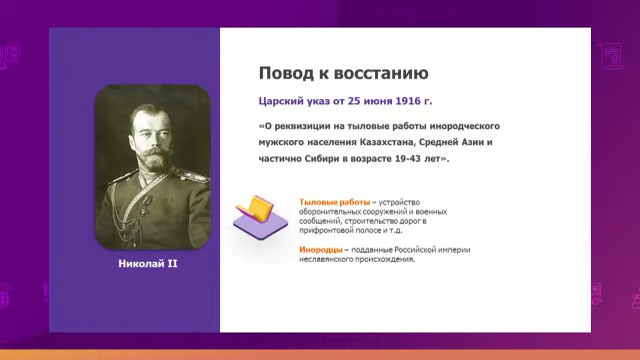 Повод к восстанию
Царский указ от 25 июня 1916 г.
«О реквизиции на тыловые работы инородческого
мужского населения Казахстана, Средней Азии и
частично Сибири в возрасте 19-43 лет».
Тыловые работы – устройство
оборонительных сооружений и военных
сообщений, строительство дорог в
прифронтовой полосе и т.д.
Инородцы – подданные Российской империи
неславянского происхождения.
Николай II